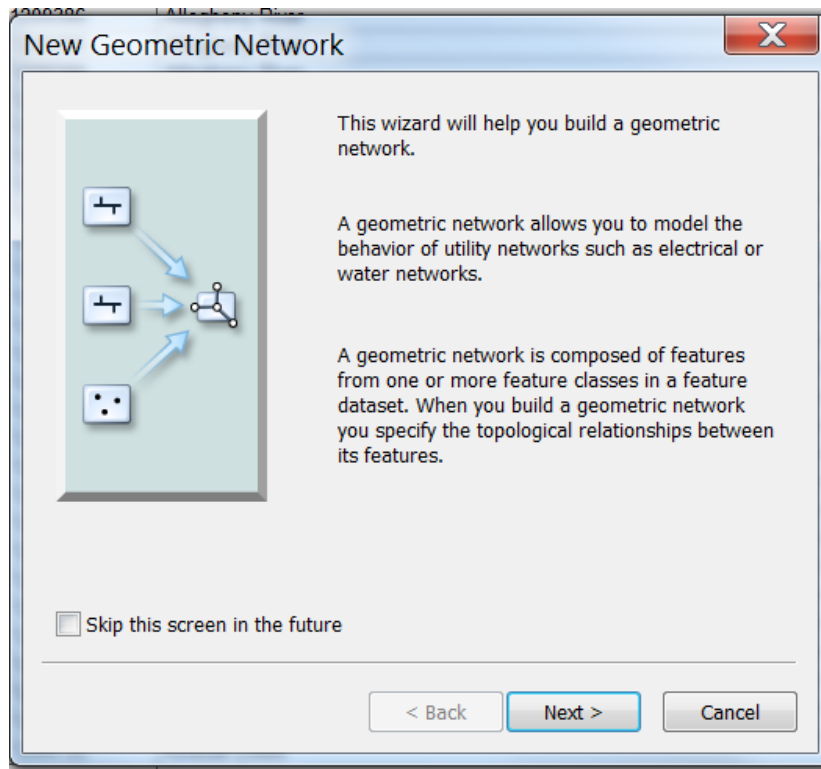 New Geometric Network
This wizard will help you build a geometric
network.
A geometric network allows you to model the
behavior of utility networks such as electrical or
water networks.
A geometric network is composed of features
from one or more feature classes in a feature
dataset. When you build a geometric network
you specify the topological relationships between
its features.
Skip this screen in the future
< Back
Next >
Cancel